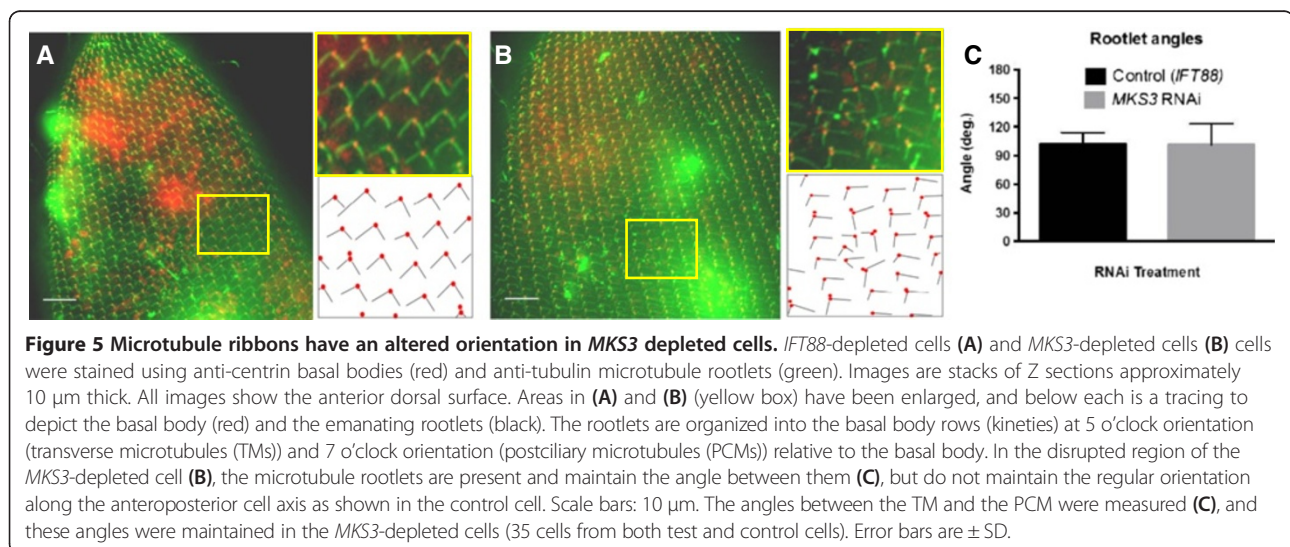 A
B
C
Rootlet angles
180
150
120
90
60
30
0
Angle (deg.)
Control (IFT88)
MKS3 RNAi
RNAi Treatment
Figure 5 Microtubule ribbons have an altered orientation in MKS3 depleted cells. IFT88-depleted cells (A) and MKS3-depleted cells (B) cells
were stained using anti-centrin basal bodies (red) and anti-tubulin microtubule rootlets (green). Images are stacks of Z sections approximately
10 μm thick. All images show the anterior dorsal surface. Areas in (A) and (B) (yellow box) have been enlarged, and below each is a tracing to
depict the basal body (red) and the emanating rootlets (black). The rootlets are organized into the basal body rows (kineties) at 5 o'clock orientation
(transverse microtubules (TMs)) and 7 o'clock orientation (postciliary microtubules (PCMs)) relative to the basal body. In the disrupted region of the
MKS3-depleted cell (B), the microtubule rootlets are present and maintain the angle between them (C), but do not maintain the regular orientation
along the anteroposterior cell axis as shown in the control cell. Scale bars: 10 μm. The angles between the TM and the PCM were measured (C), and
these angles were maintained in the MKS3-depleted cells (35 cells from both test and control cells). Error bars are ± SD.